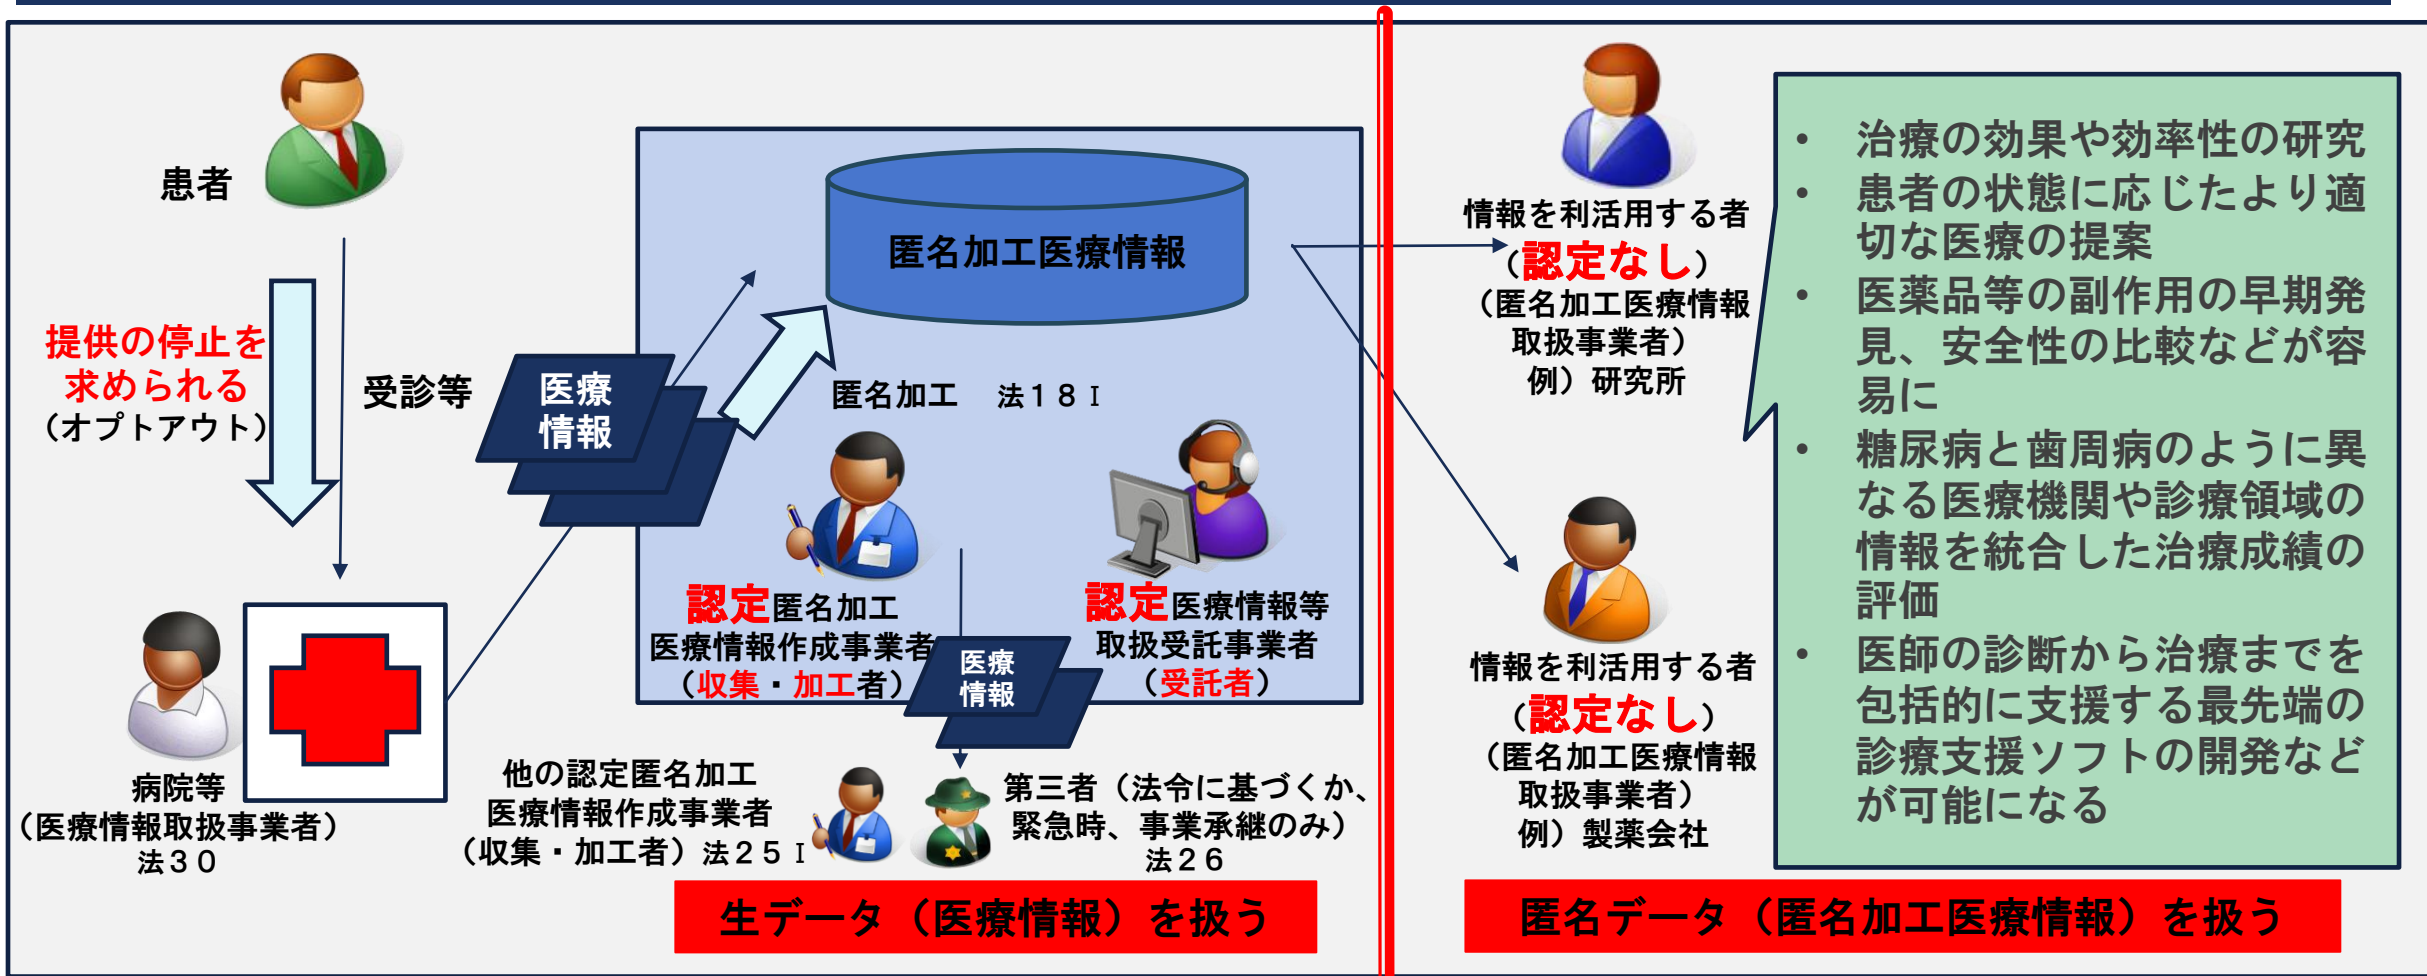 患者
提供の停止を
求められる
（オプトアウト）
受診等
医療
情報
病院等
（医療情報取扱事業者）
法３０
匿名加工医療情報
匿名加工　法１８Ⅰ
認定匿名加工
医療情報作成事業者
（収集・加工者）
認定医療情報等
取扱受託事業者
（受託者）
医療
情報
他の認定匿名加工
医療情報作成事業者
（収集・加工者）法２５Ⅰ
第三者（法令に基づくか、
緊急時、事業承継のみ）
法２６
生データ（医療情報）を扱う
情報を利活用する者
（認定なし）
（匿名加工医療情報
取扱事業者）
例）研究所
情報を利活用する者
（認定なし）
（匿名加工医療情報
取扱事業者）
例）製薬会社
• 治療の効果や効率性の研究
• 患者の状態に応じたより適
切な医療の提案
• 医薬品等の副作用の早期発
見、安全性の比較などが容
易に
• 糖尿病と歯周病のように異
なる医療機関や診療領域の
情報を統合した治療成績の
評価
• 医師の診断から治療までを
包括的に支援する最先端の
診療支援ソフトの開発など
が可能になる
匿名データ（匿名加工医療情報）を扱う